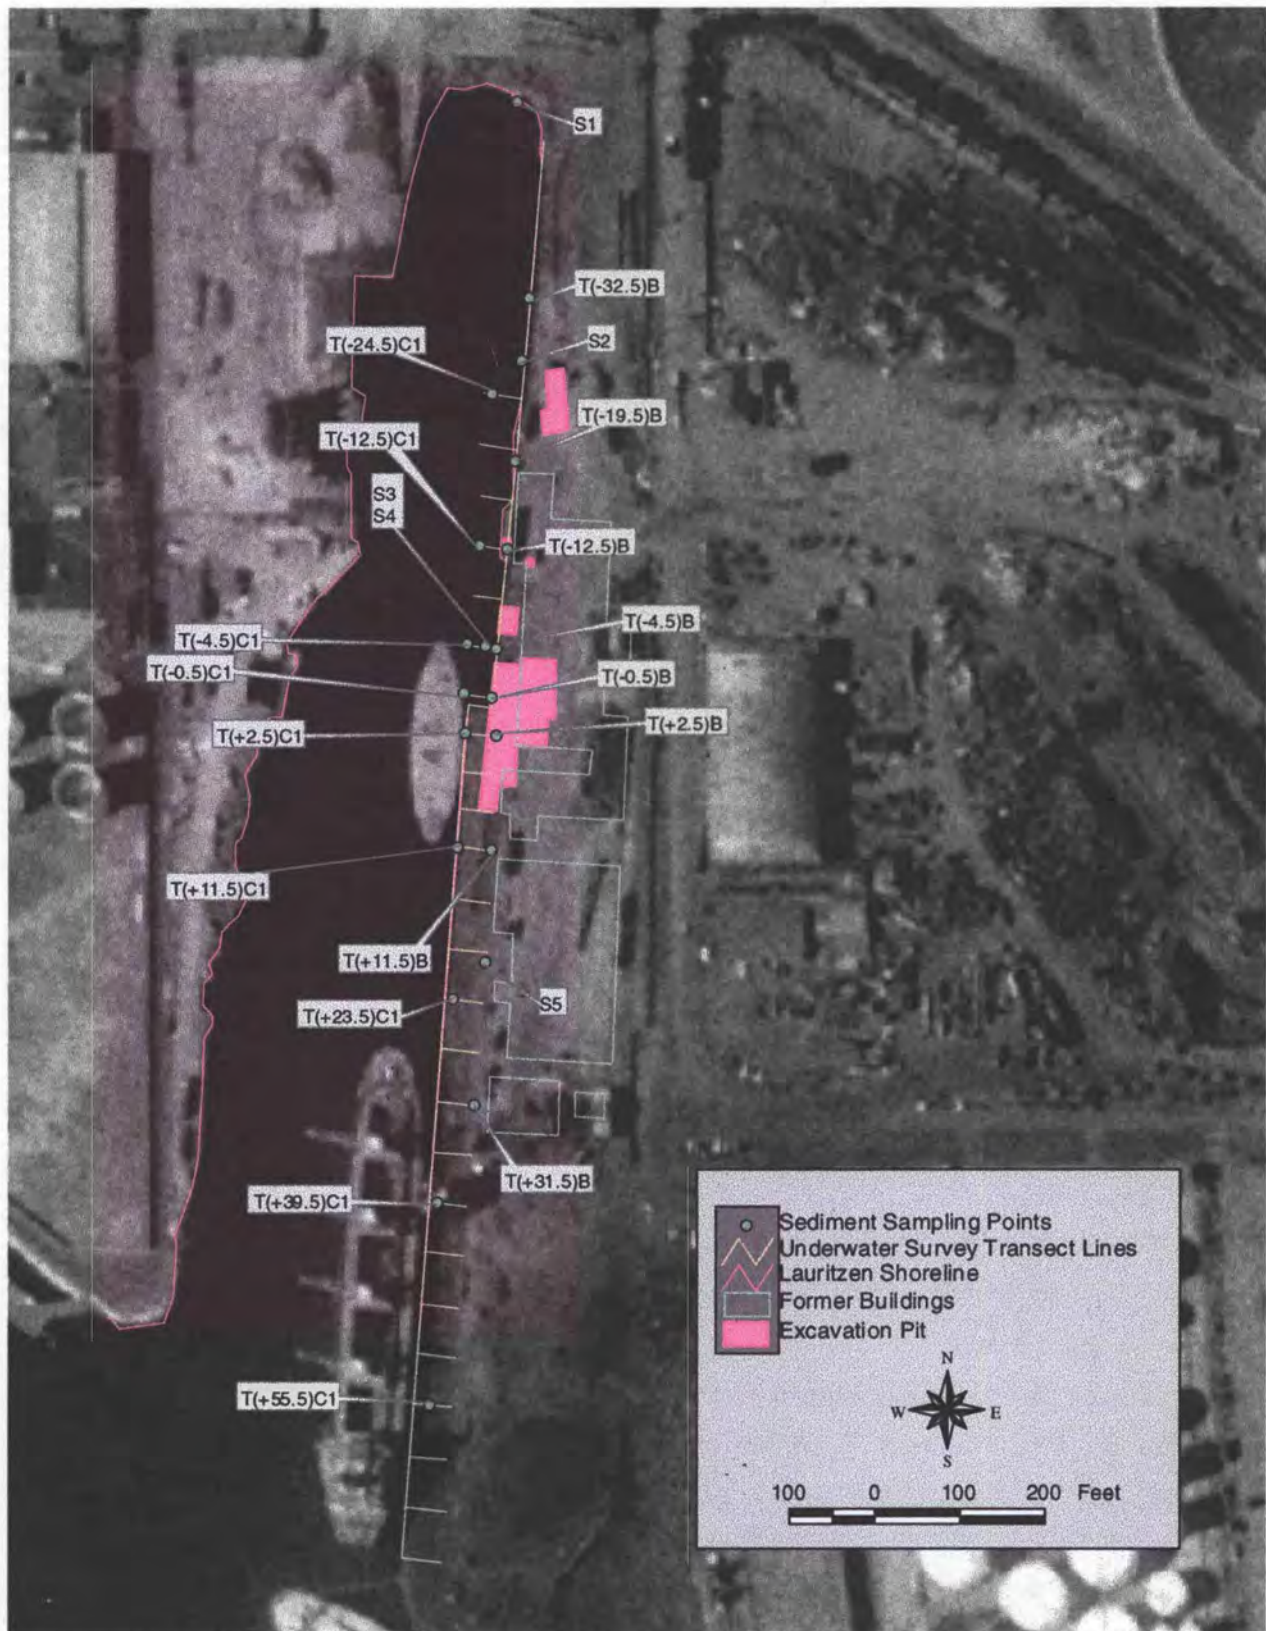 S1
T(-32.5)B
S2
T(-24.5)C1
T(-19.5)B
T(-12.5)C1
S3
S4
T(-12.5)B
T(-4.5)B
T(-4.5)C1
T(-0.5)C1
T(-0.5)B
T(+2.5)B
T(+2.5)C1
T(+11.5)C1
T(+11.5)B
S5
T(+23.5)C1
T(+31.5)B
T(+39.5)C1
T(+55.5)C1
Sediment Sampling Points
Underwater Survey Transect Lines
Lauritzen Shoreline
Former Buildings
Excavation Pit
N
W E
S
100 0 100 200 Feet